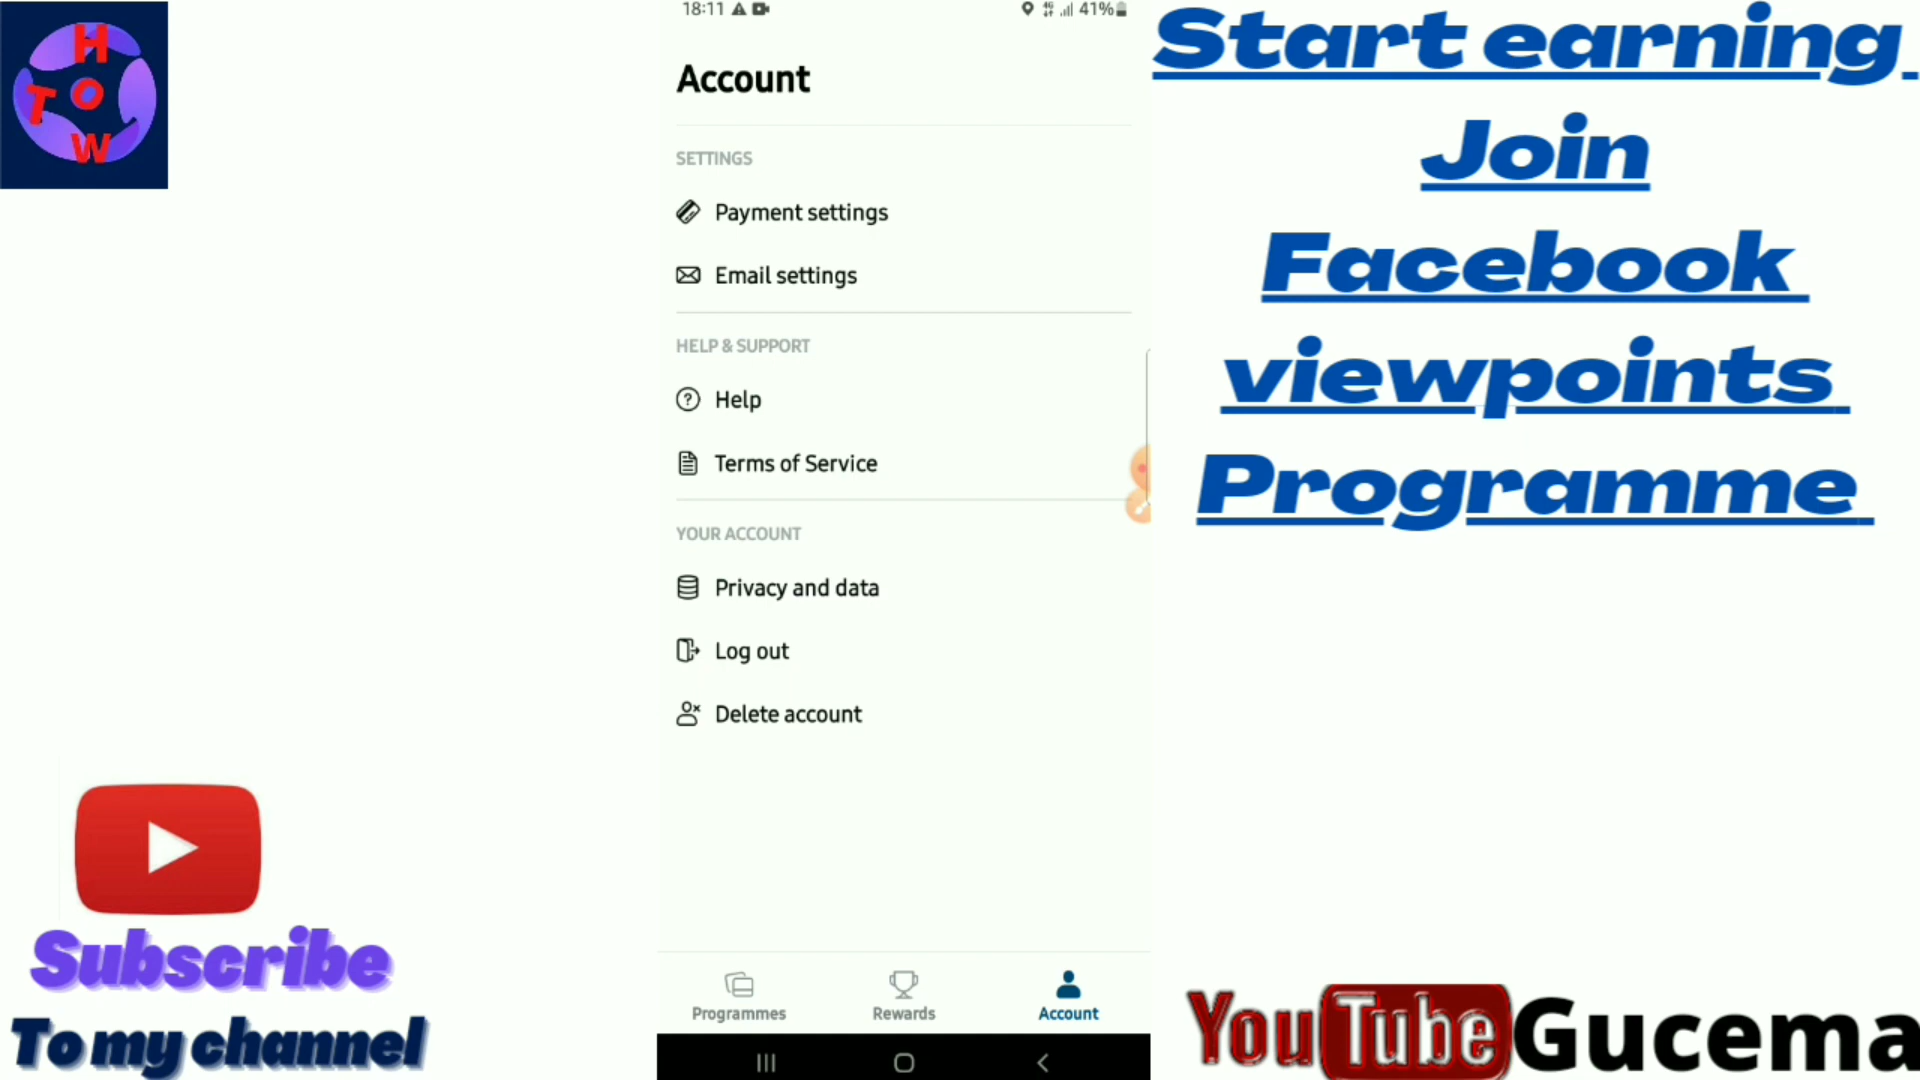 H
T O
W
18:11 41%
Account
SETTINGS
Payment settings
Email settings
HELP & SUPPORT
Help
Terms of Service
YOUR ACCOUNT
Privacy and data
Log out
Delete account
Programmes Rewards Account
Start earning
Join
Facebook
viewpoints
Programme
Subscribe
To my channel
YouTube Gucema